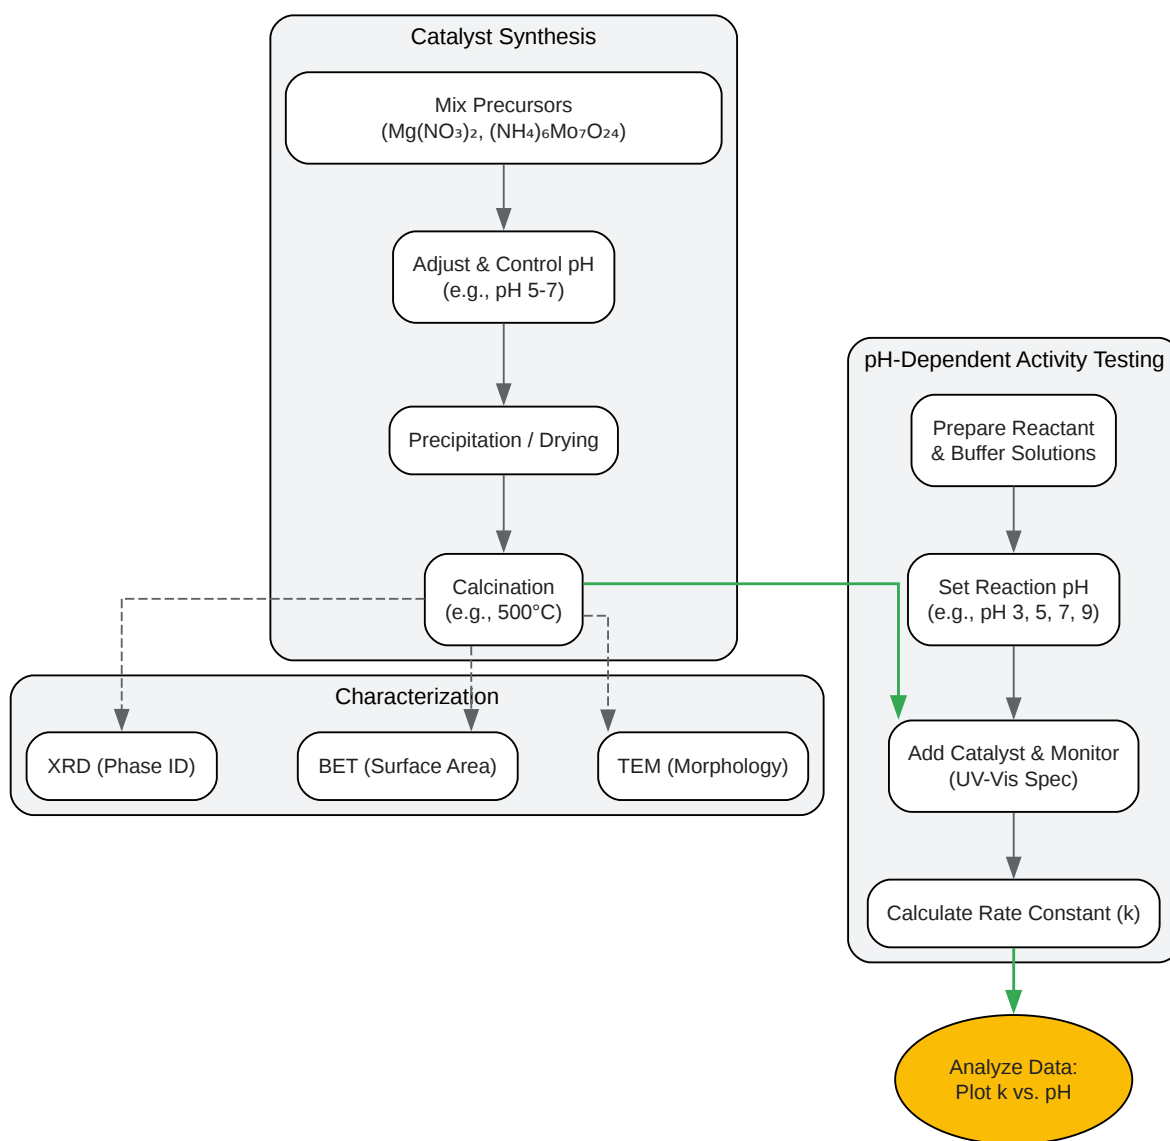 Catalyst Synthesis
Mix Precursors
(Mg(NO₃)₂, (NH₄)₆Mo₇O₂₄)
Adjust & Control pH
(e.g., pH 5-7)
Precipitation / Drying
Calcination
(e.g., 500°C)
Characterization
XRD (Phase ID)
BET (Surface Area)
TEM (Morphology)
pH-Dependent Activity Testing
Prepare Reactant
& Buffer Solutions
Set Reaction pH
(e.g., pH 3, 5, 7, 9)
Add Catalyst & Monitor
(UV-Vis Spec)
Calculate Rate Constant (k)
Analyze Data:
Plot k vs. pH